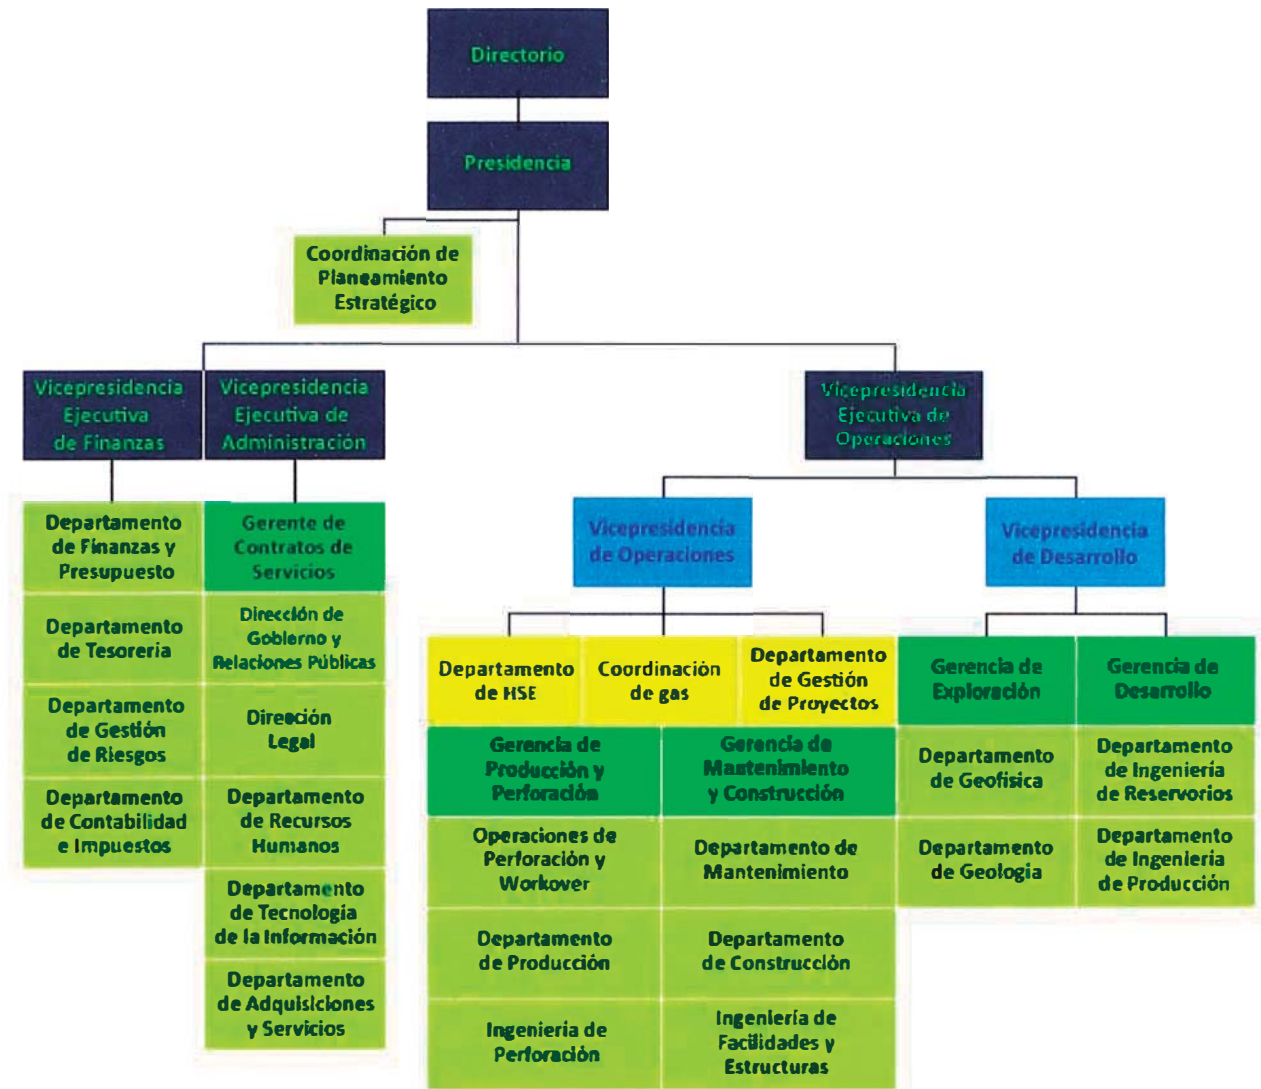 Directorio
Presidencia
Coordinación de
Planeamiento
Estratégico
Vicepresidencia
Ejecutiva
de Finanzas
Vicepresidencia
Ejecutiva de
Administración
Vicepresidencia
Ejecutiva de
Operaciones
Departamento
de Finanzas y
Presupuesto
Departamento
de Tesoreria
Departamento
de Gestión
de Riesgos
Departamento
de Contabilidad
e Impuestos
Gerente de
Contratos de
Servicios
Dirección de
Gobierno y
Relaciones Públicas
Dirección
Legal
Departamento
de Recursos
Humanos
Departamento
de Tecnología
de la Información
Departamento
de Adquisiciones
y Servicios
Vicepresidencia
de Operaciones
Vicepresidencia
de Desarrollo
Departamento
de HSE
Coordinación
de gas
Departamento
de Gestión
de Proyectos
Gerencia de
Producción y
Perforación
Gerencia de
Mantenimiento
y Construcción
Operaciones de
Perforación y
Workover
Departamento de
Mantenimiento
Departamento
de Producción
Departamento
de Construcción
Ingenieria de
Perforación
Ingeniería de
Facilidades y
Estructuras
Gerencia de
Exploración
Gerencia de
Desarrollo
Departamento
de Geofisica
Departamento
de Ingeniería
de Reservorios
Departamento
de Geologia
Departamento
de Ingeniería
de Producción